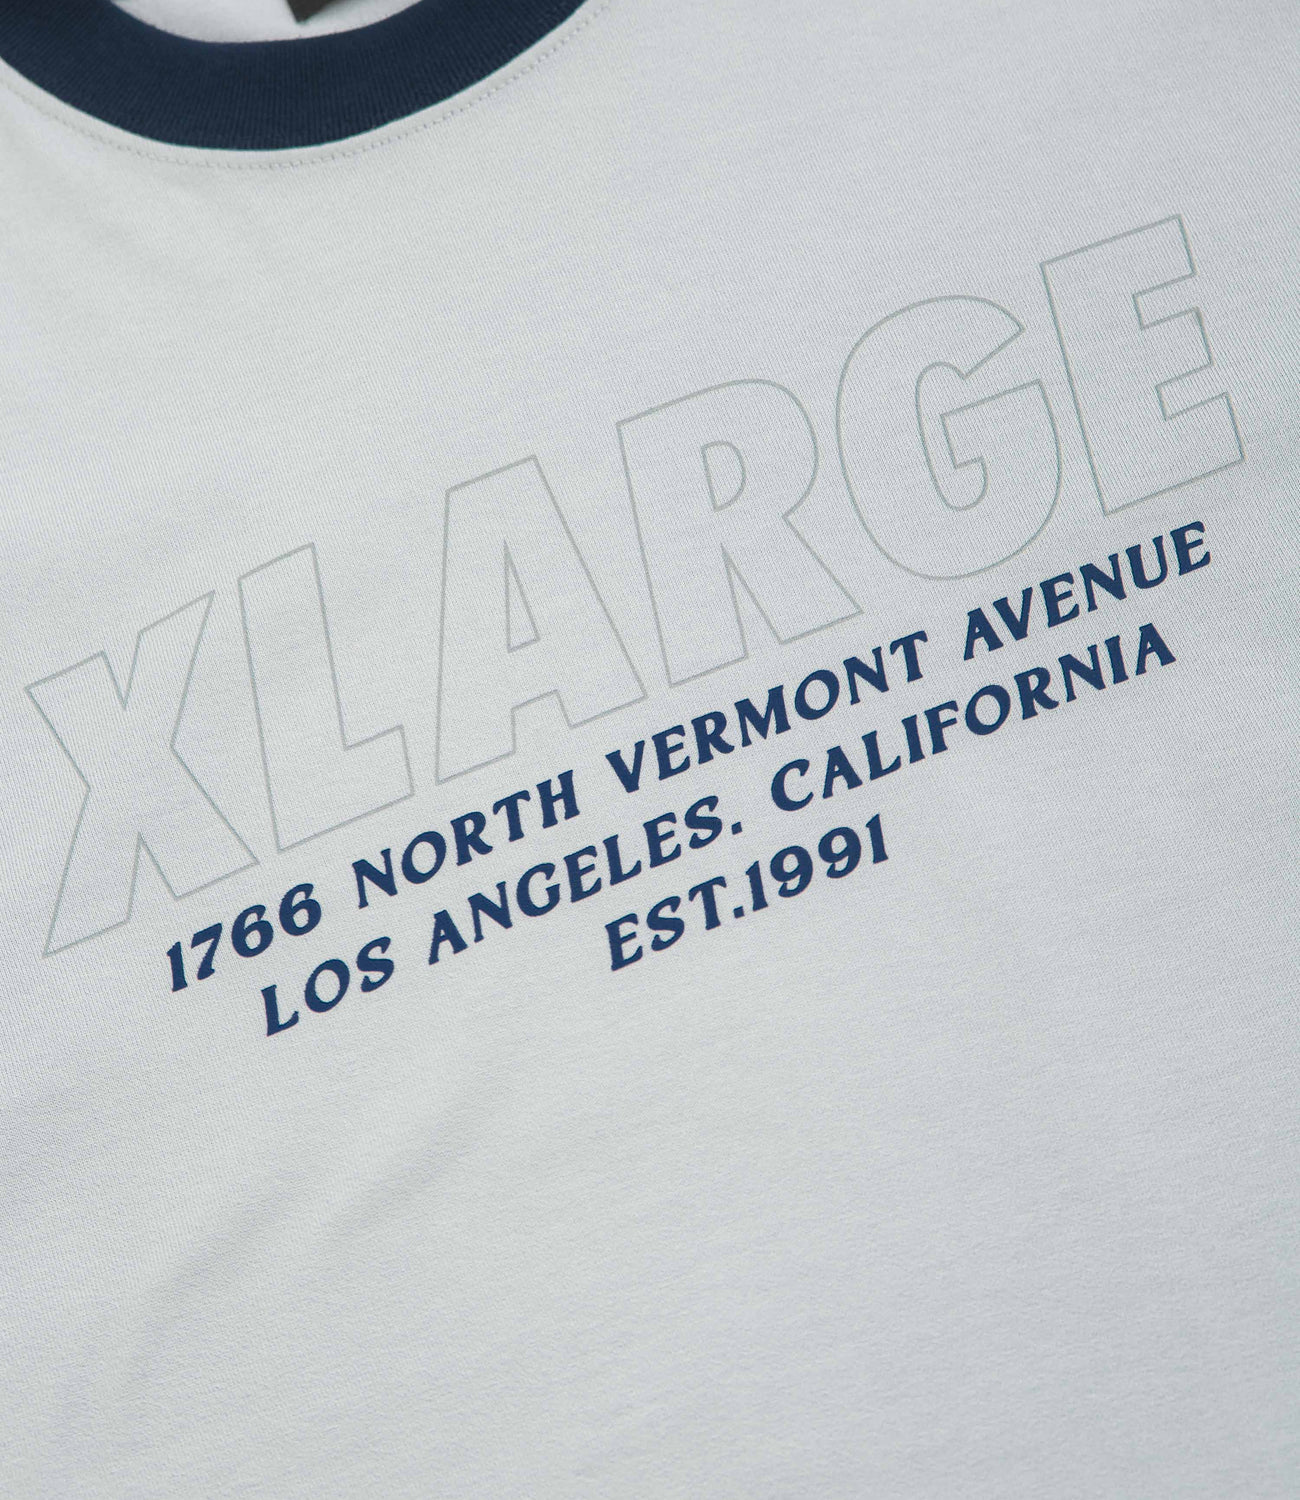 XLARGE
1766 NORTH VERMONT AVENUE
LOS ANGELES. CALIFORNIA
EST.1991